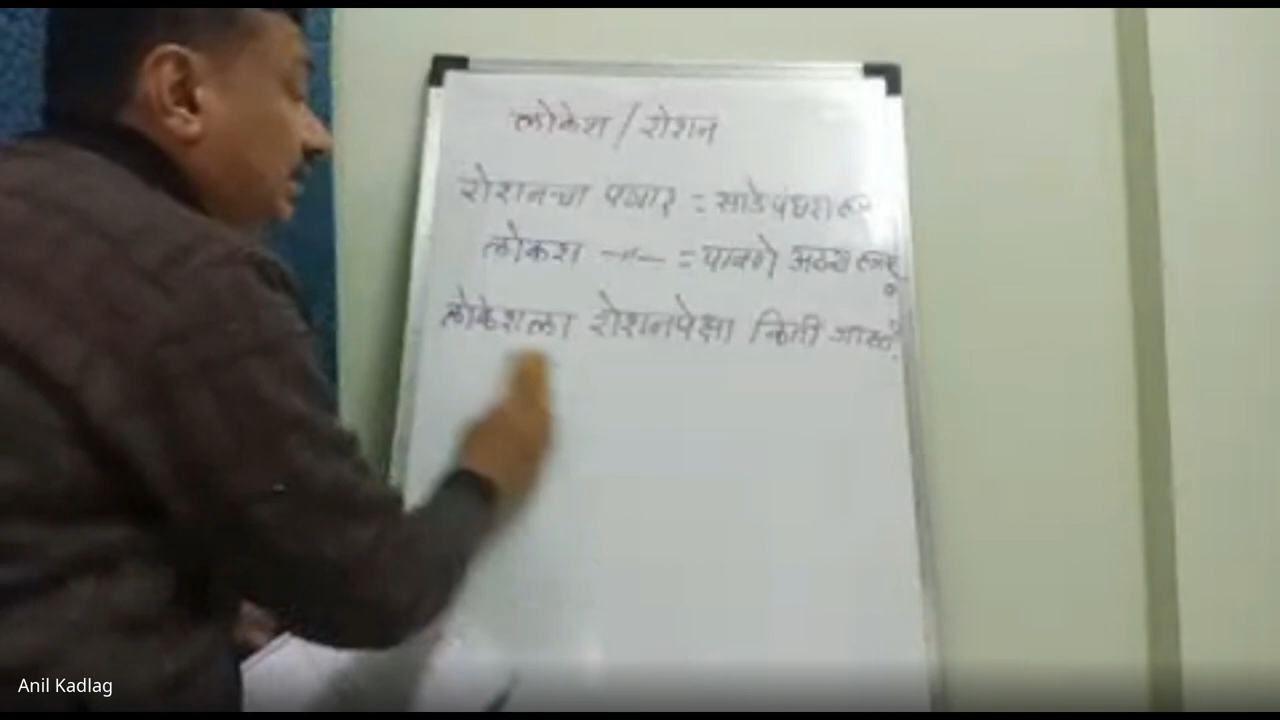 लोकेश / रोशन
रोशनचा पगार = साडेपंधरा हजार
लोकेश —〃— = पावणे अठरा हजार
लोकेशला रोशनपेक्षा किती जास्त?
Anil Kadlag